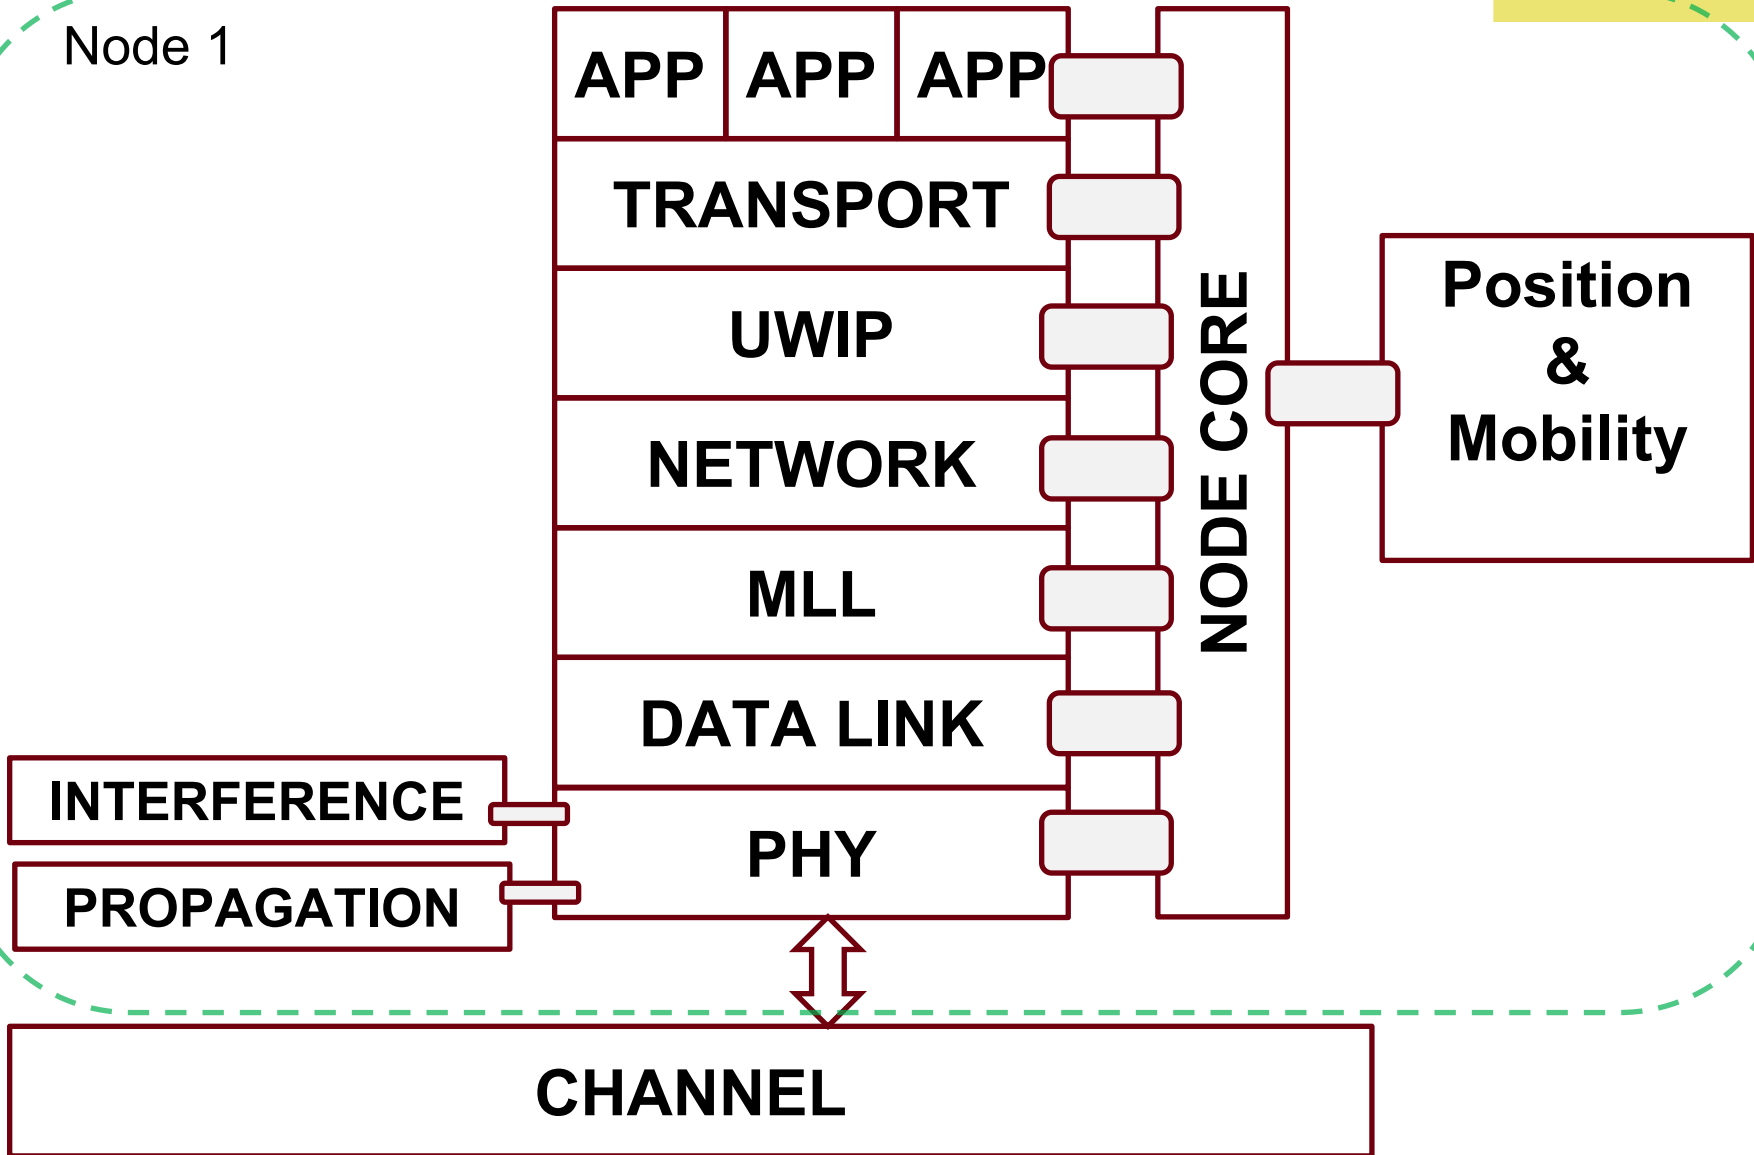 Node 1
APP APP APP
TRANSPORT
UWIP
NETWORK
MLL
DATA LINK
PHY
NODE CORE
Position
&
Mobility
INTERFERENCE
PROPAGATION
CHANNEL